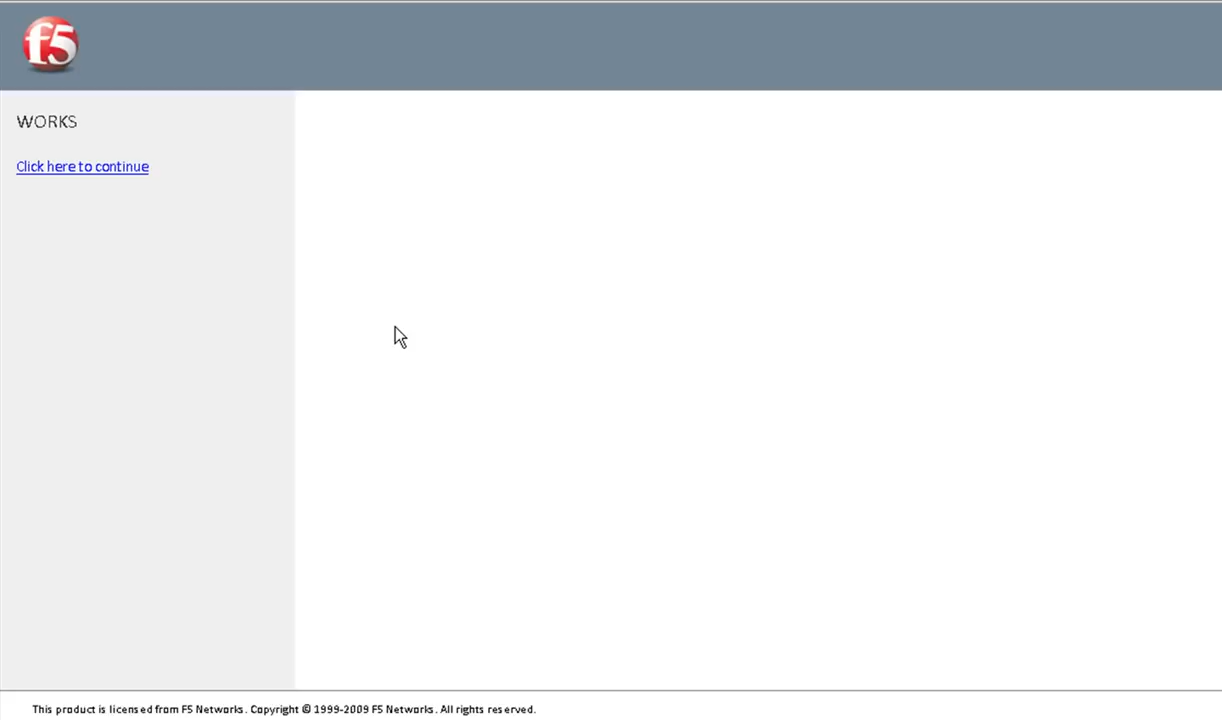 f5
WORKS
Click here to continue
This product is licensed from F5 Networks. Copyright © 1999-2009 F5 Networks. All rights reserved.